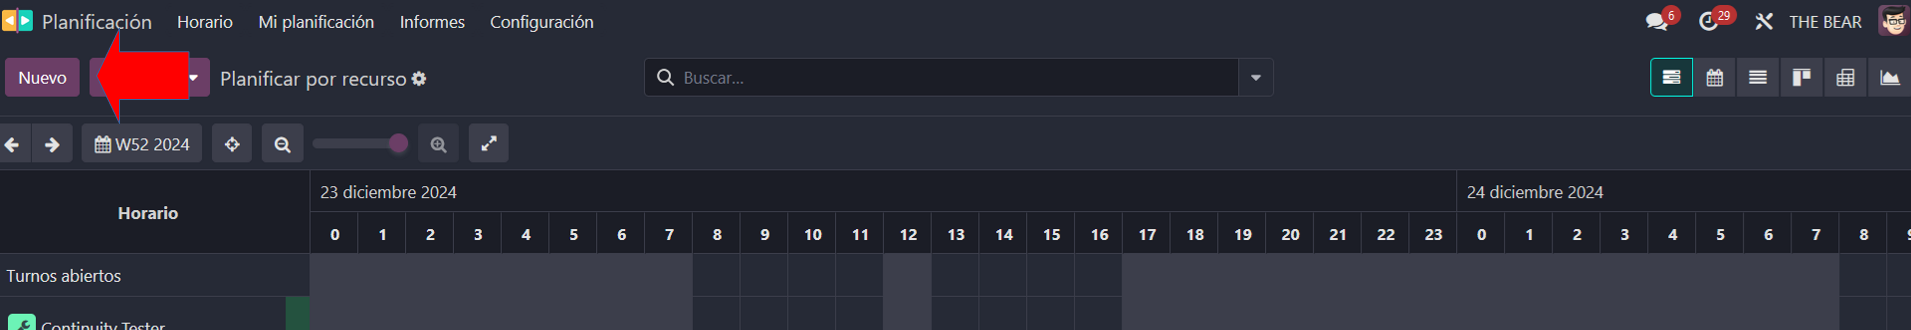 Planificación Horario Mi planificación Informes Configuración 6 29 THE BEAR
Nuevo Planificar por recurso Buscar...
W52 2024
23 diciembre 2024 24 diciembre 2024
Horario
0 1 2 3 4 5 6 7 8 9 10 11 12 13 14 15 16 17 18 19 20 21 22 23 0 1 2 3 4 5 6 7 8
Turnos abiertos
Continuity Tester